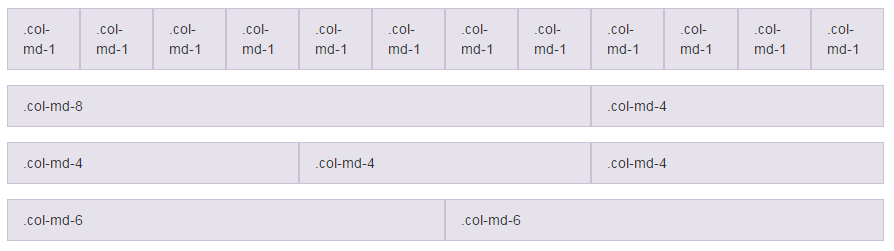 .col- .col- .col- .col- .col- .col- .col- .col- .col- .col- .col- .col-
md-1 md-1 md-1 md-1 md-1 md-1 md-1 md-1 md-1 md-1 md-1 md-1
.col-md-8 .col-md-4
.col-md-4 .col-md-4 .col-md-4
.col-md-6 .col-md-6